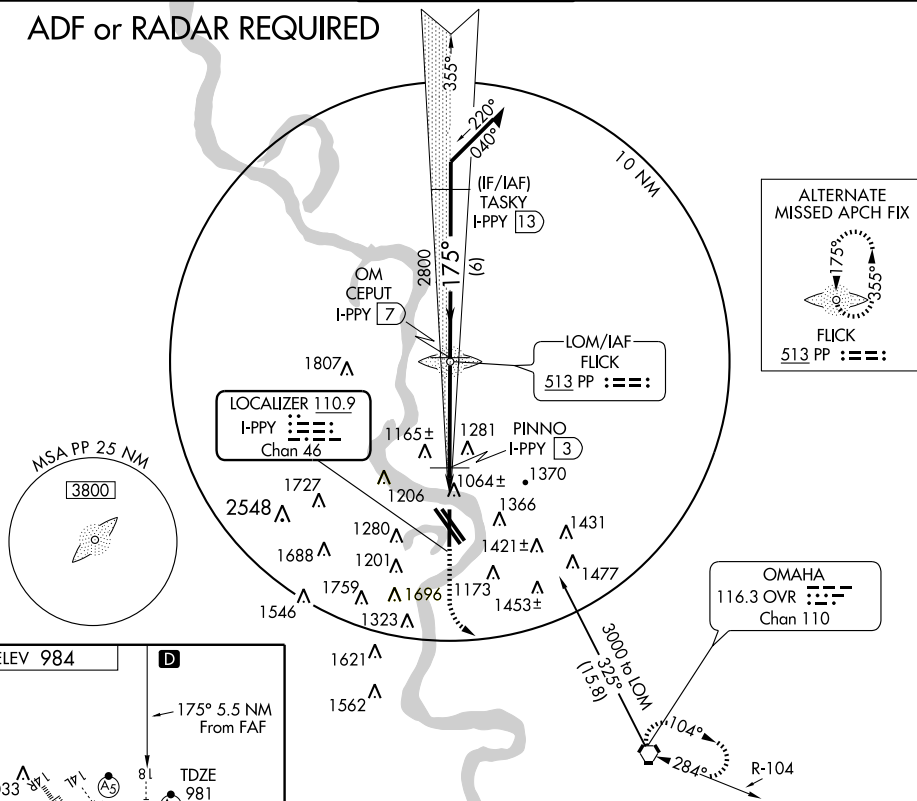 ADF or RADAR REQUIRED
355°
220°
040°
10 NM
(IF/IAF)
TASKY
I-PPY 13
2800
175°
(6)
OM
CEPUT
I-PPY 7
LOM/IAF
FLICK
513 PP
ALTERNATE
MISSED APCH FIX
175°
355°
FLICK
513 PP
1807
LOCALIZER 110.9
I-PPY
Chan 46
1165±
1281
PINNO
I-PPY 3
1064±
1370
MSA PP 25 NM
3800
1727
1206
2548
1366
1280
1431
1688
1421±
1201
1477
1546
1759
1696
1173
1453±
1323
OMAHA
116.3 OVR
Chan 110
3000 to LOM
325°
(15.8)
1621
1562
104°
284°
R-104
ELEV 984
D
175° 5.5 NM
From FAF
033
14R
14L
A5
18
TDZE
981